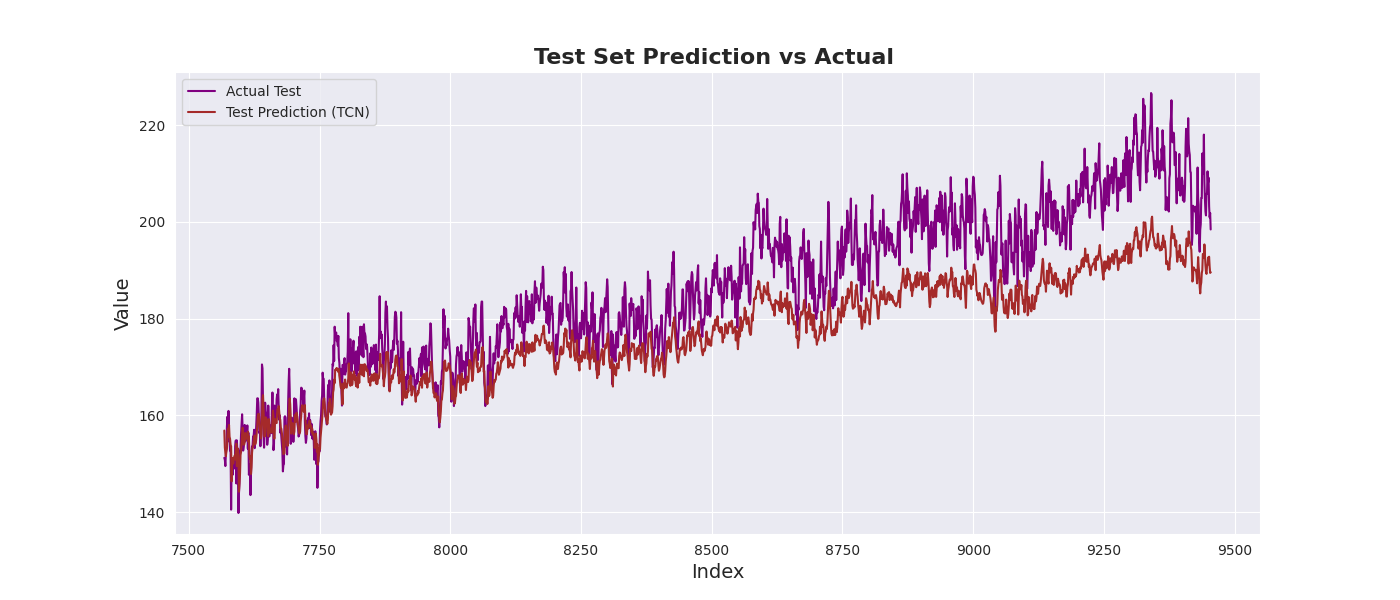 Test Set Prediction vs Actual
Actual Test
Test Prediction (TCN)
Value
220
200
180
160
140
7500 7750 8000 8250 8500 8750 9000 9250 9500
Index